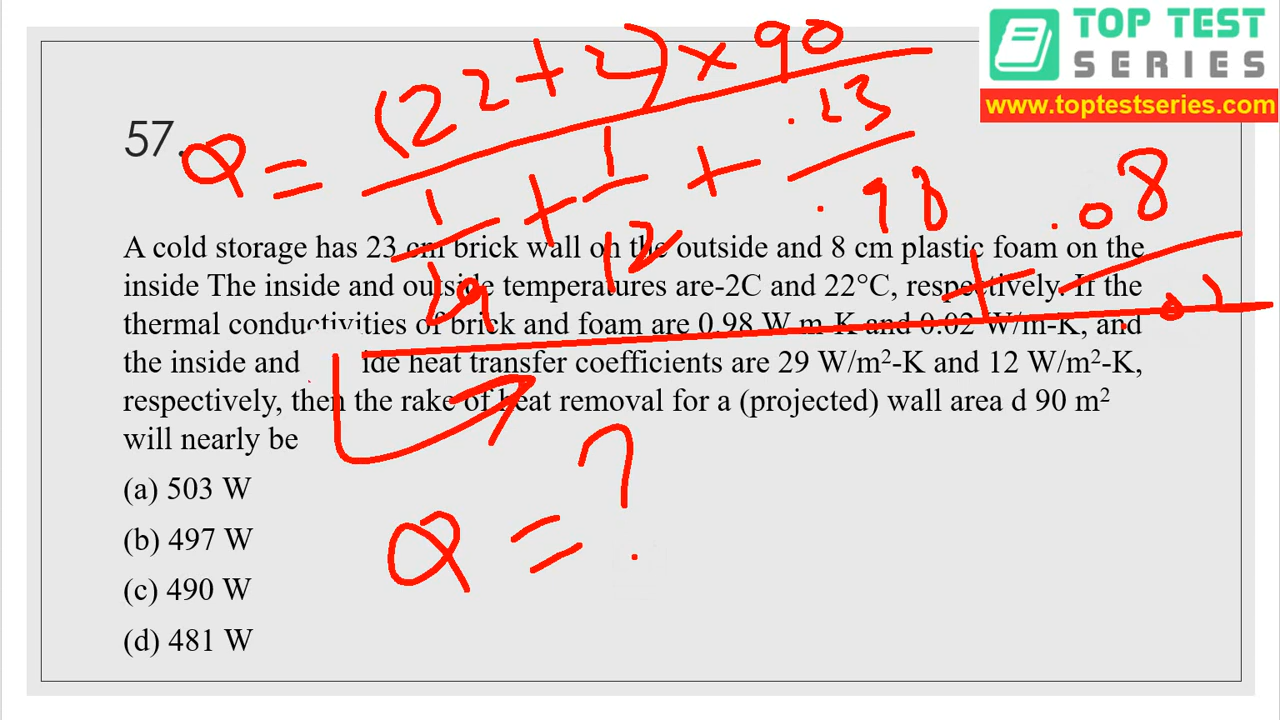 TOP TEST
SERIES
www.toptestseries.com
57.
Q = (22+2) × 90
1/29 + 1/12 + .23/.98 + .08/.02
A cold storage has 23 cm brick wall on the outside and 8 cm plastic foam on the
inside The inside and outside temperatures are-2C and 22°C, respectively. If the
thermal conductivities of brick and foam are 0.98 W m-K and 0.02 W/m-K, and
the inside and ide heat transfer coefficients are 29 W/m²-K and 12 W/m²-K,
respectively, then the rake of heat removal for a (projected) wall area d 90 m²
will nearly be
(a) 503 W
(b) 497 W
(c) 490 W
(d) 481 W
Q = ?